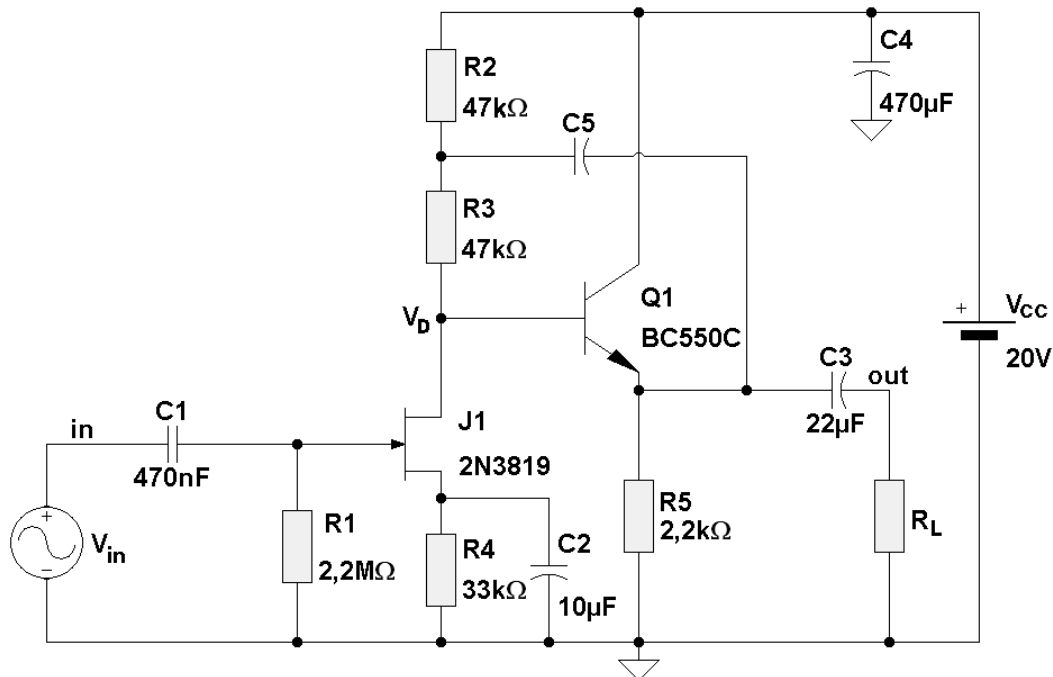 R2
47kΩ
C4
470µF
C5
R3
47kΩ
V_D
Q1
BC550C
+
V_CC
20V
C3
out
22µF
in
C1
470nF
J1
2N3819
+
–
V_in
R1
2,2MΩ
R4
33kΩ
C2
10µF
R5
2,2kΩ
R_L